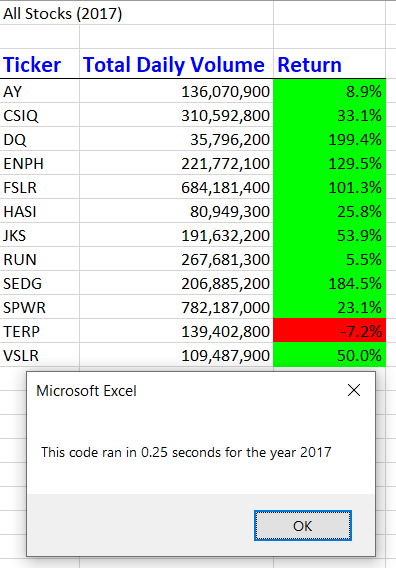 All Stocks (2017)
Ticker Total Daily Volume Return
AY 136,070,900 8.9%
CSIQ 310,592,800 33.1%
DQ 35,796,200 199.4%
ENPH 221,772,100 129.5%
FSLR 684,181,400 101.3%
HASI 80,949,300 25.8%
JKS 191,632,200 53.9%
RUN 267,681,300 5.5%
SEDG 206,885,200 184.5%
SPWR 782,187,000 23.1%
TERP 139,402,800 -7.2%
VSLR 109,487,900 50.0%
Microsoft Excel
This code ran in 0.25 seconds for the year 2017
OK